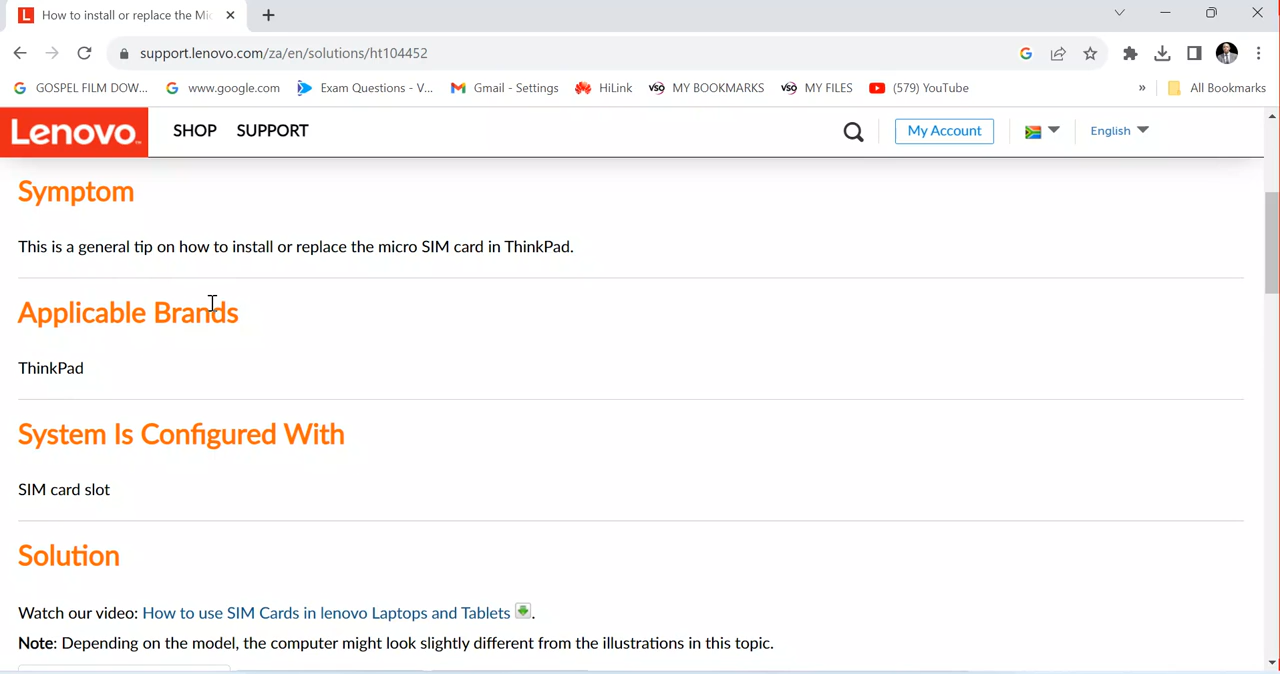 How to install or replace the Mi
support.lenovo.com/za/en/solutions/ht104452
GOSPEL FILM DOW... www.google.com Exam Questions - V... Gmail - Settings HiLink VSO MY BOOKMARKS VSO MY FILES (579) YouTube » All Bookmarks
Lenovo SHOP SUPPORT My Account English
Symptom
This is a general tip on how to install or replace the micro SIM card in ThinkPad.
Applicable Brands
ThinkPad
System Is Configured With
SIM card slot
Solution
Watch our video: How to use SIM Cards in lenovo Laptops and Tablets .
Note: Depending on the model, the computer might look slightly different from the illustrations in this topic.